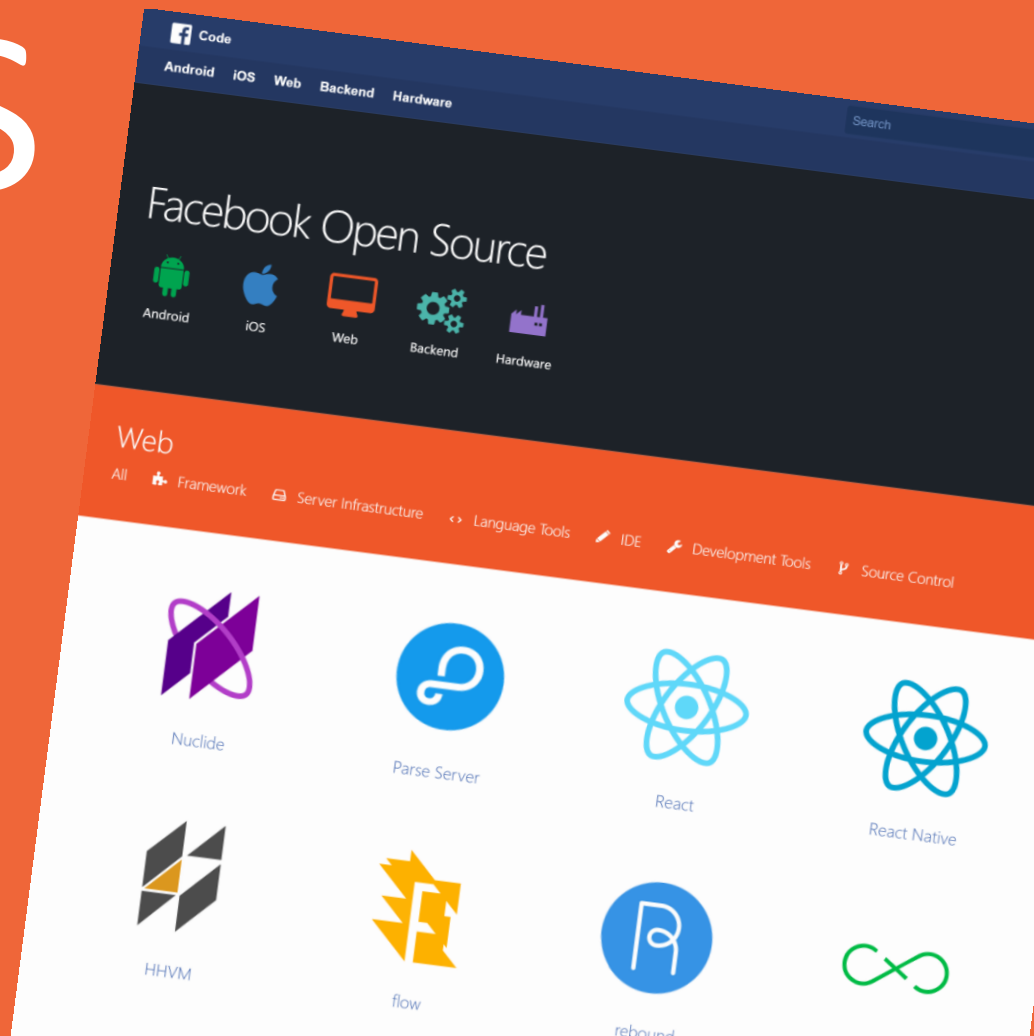 S
Code
Android iOS Web Backend Hardware
Search
Facebook Open Source
Android iOS Web Backend Hardware
Web
All Framework Server Infrastructure Language Tools IDE Development Tools Source Control
Nuclide Parse Server React React Native
HHVM flow rebound